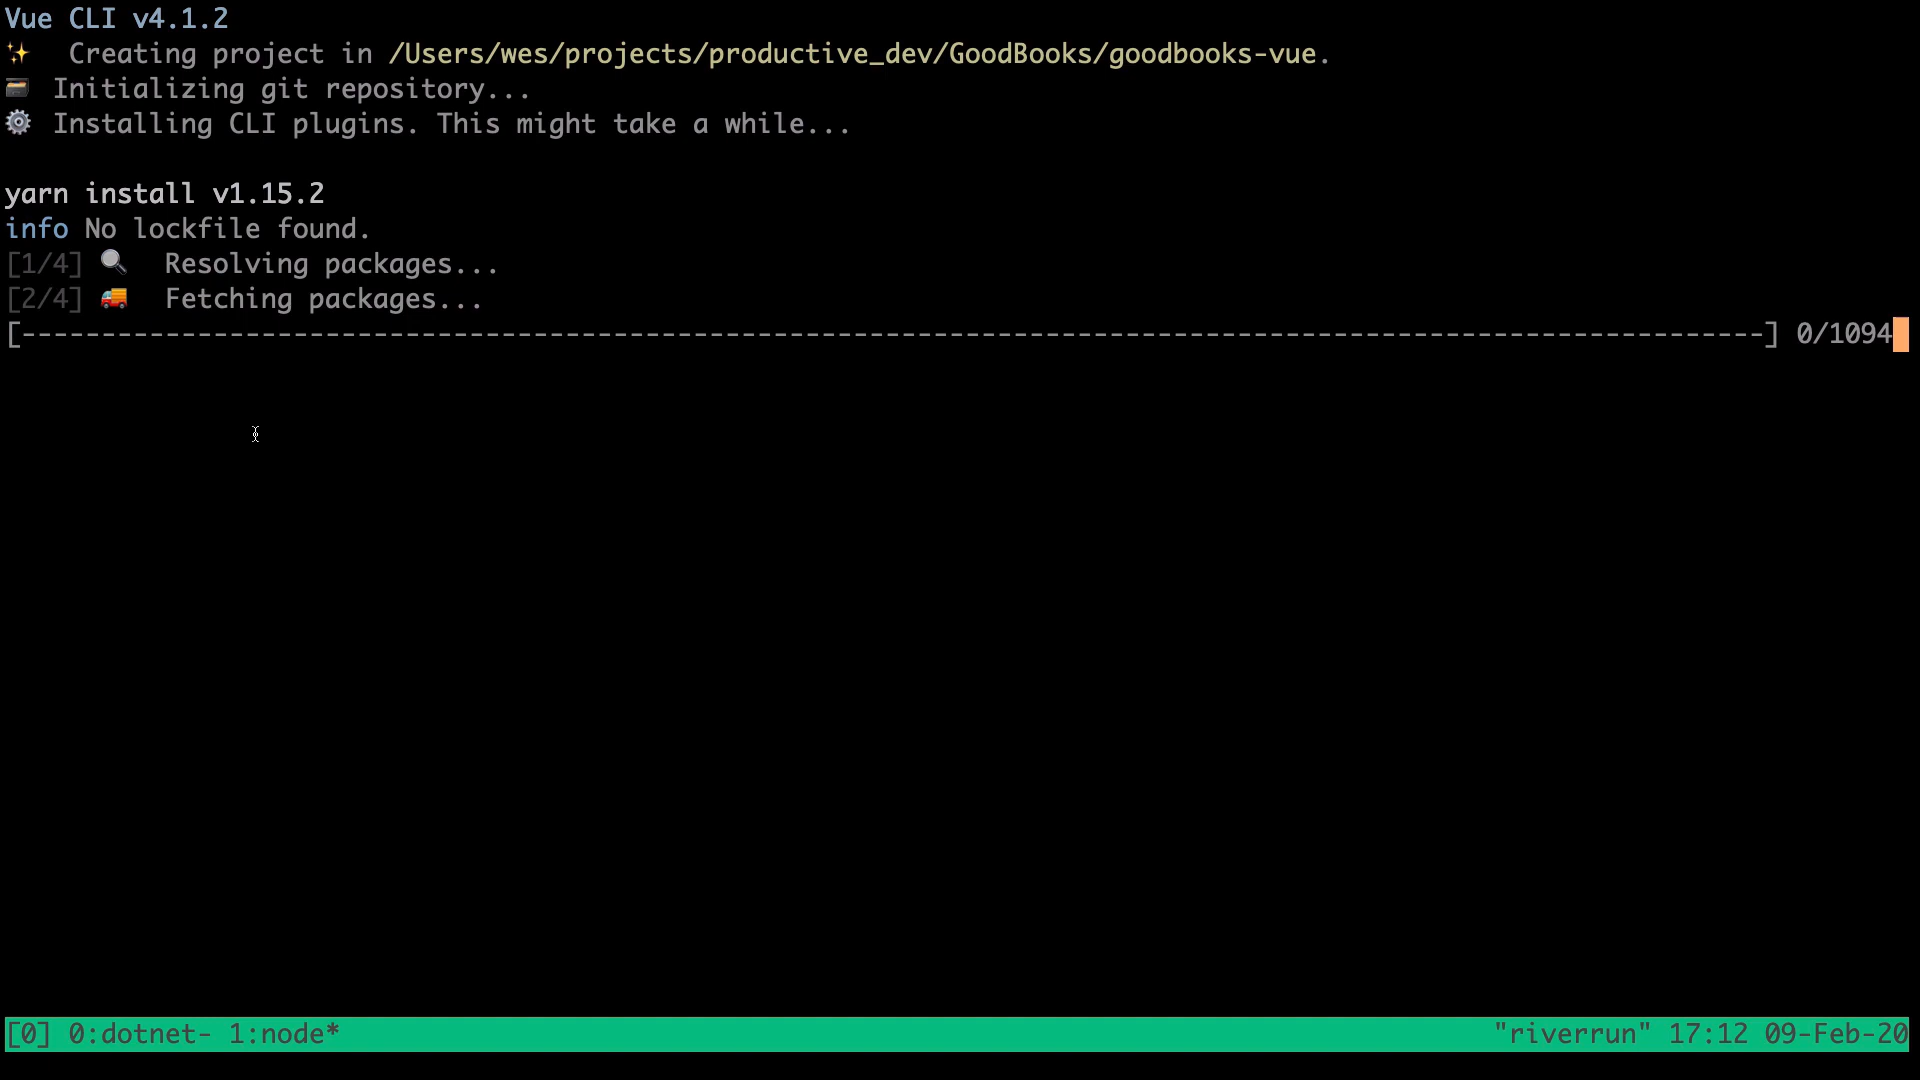 Vue CLI v4.1.2
✨  Creating project in /Users/wes/projects/productive_dev/GoodBooks/goodbooks-vue.
🗃 Initializing git repository...
⚙ Installing CLI plugins. This might take a while...
yarn install v1.15.2
info No lockfile found.
[1/4] 🔍  Resolving packages...
[2/4] 🚚  Fetching packages...
[-------------------------------------------------------------------------------------------------------------] 0/1094
[0] 0:dotnet- 1:node* "riverrun" 17:12 09-Feb-20